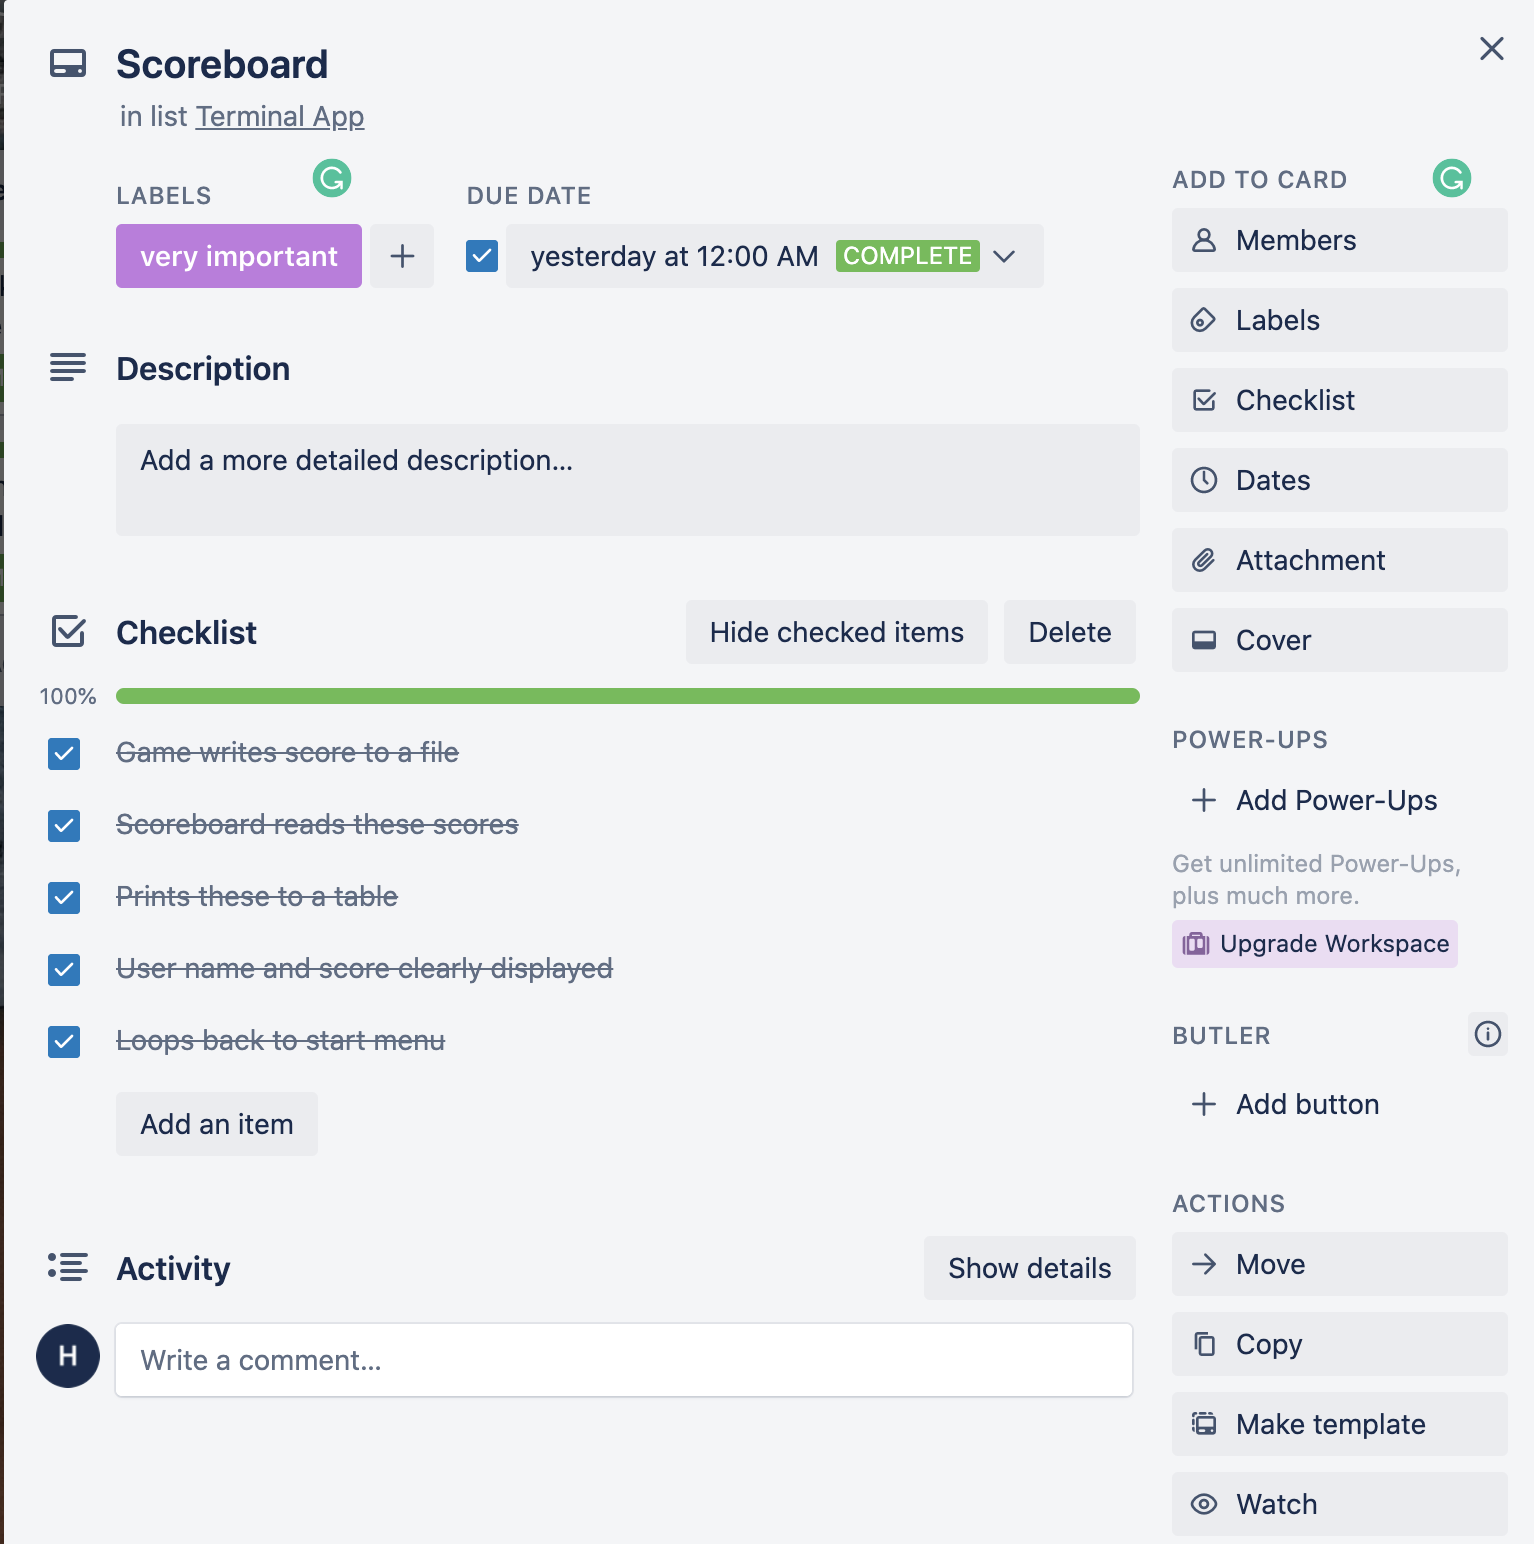 Scoreboard
in list Terminal App
LABELS
very important
DUE DATE
yesterday at 12:00 AM COMPLETE
Description
Add a more detailed description...
Checklist
Hide checked items
Delete
100%
Game writes score to a file
Scoreboard reads these scores
Prints these to a table
User name and score clearly displayed
Loops back to start menu
Add an item
Activity
Show details
H
Write a comment...
ADD TO CARD
Members
Labels
Checklist
Dates
Attachment
Cover
POWER-UPS
Add Power-Ups
Get unlimited Power-Ups,
plus much more.
Upgrade Workspace
BUTLER
Add button
ACTIONS
Move
Copy
Make template
Watch